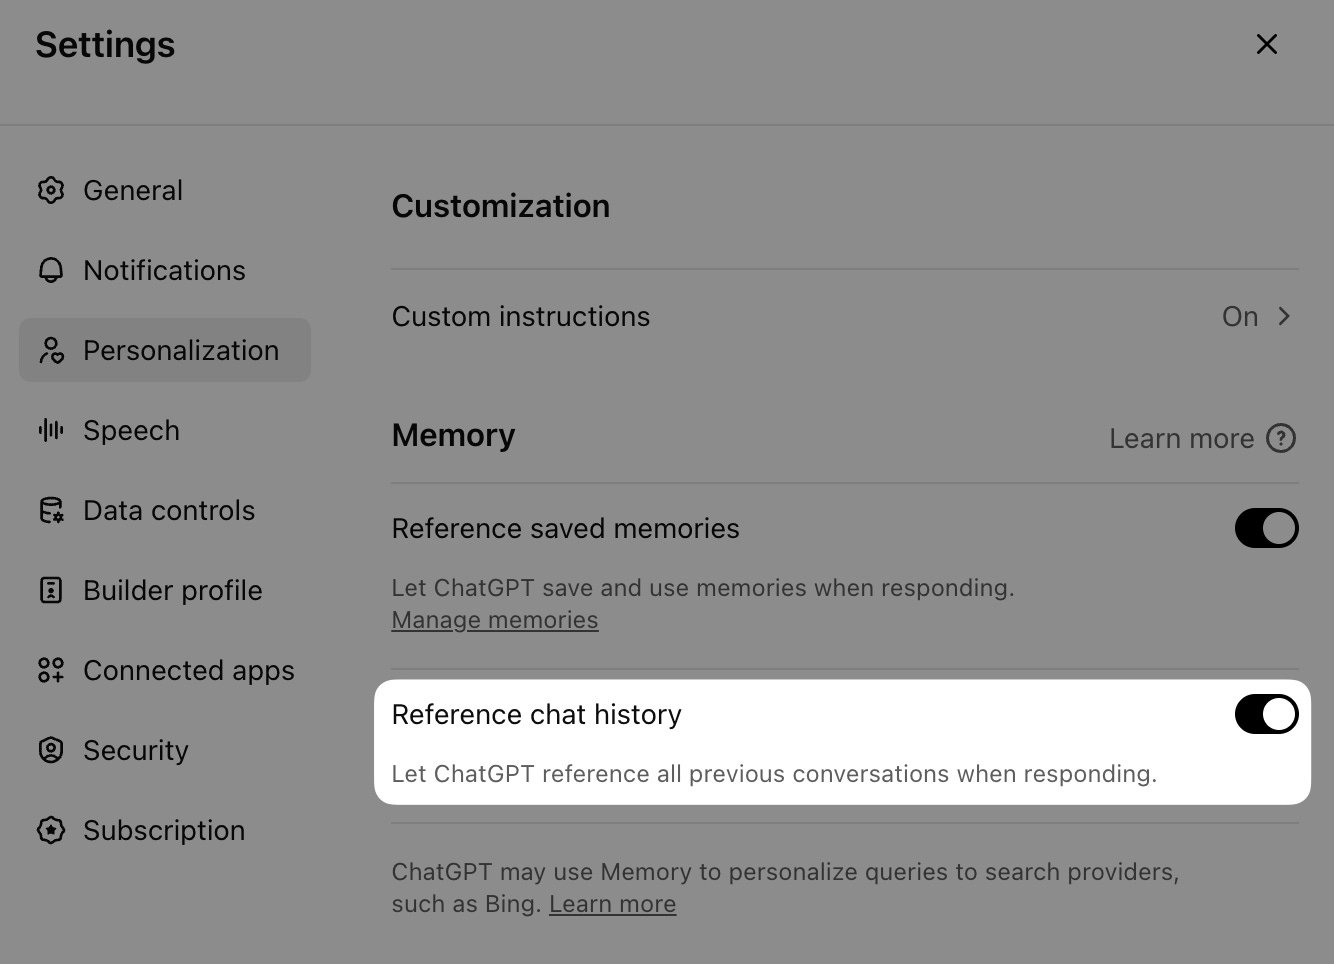 Settings
General
Notifications
Personalization
Speech
Data controls
Builder profile
Connected apps
Security
Subscription
Customization
Custom instructions On
Memory Learn more ?
Reference saved memories
Let ChatGPT save and use memories when responding.
Manage memories
Reference chat history
Let ChatGPT reference all previous conversations when responding.
ChatGPT may use Memory to personalize queries to search providers,
such as Bing. Learn more